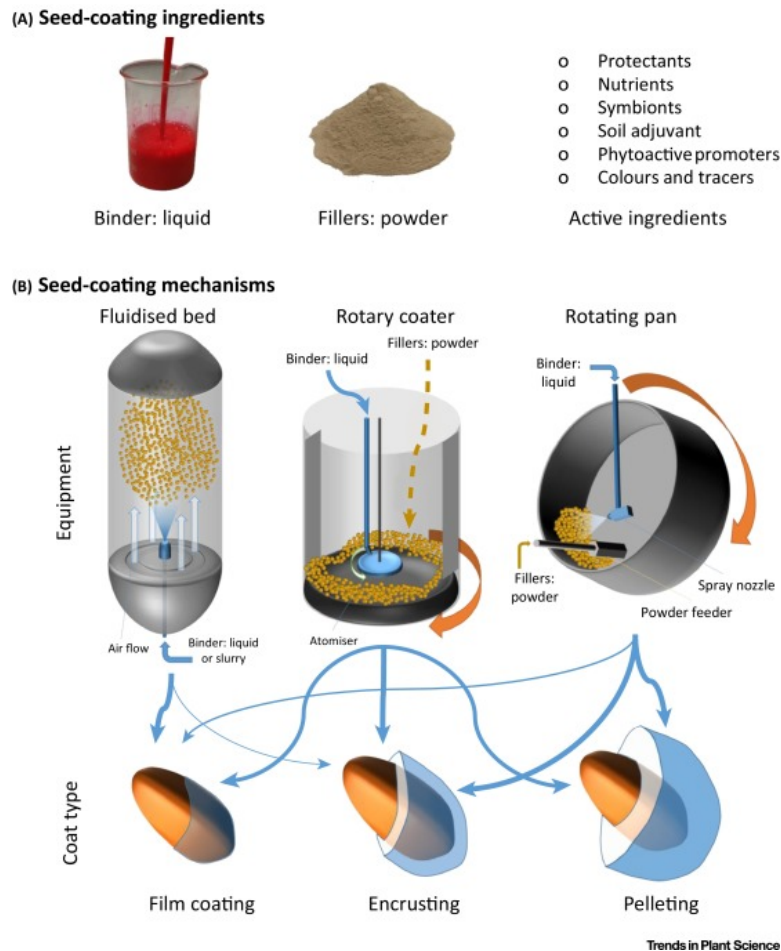 (A) Seed-coating ingredients
o Protectants
o Nutrients
o Symbionts
o Soil adjuvant
o Phytoactive promoters
o Colours and tracers
Binder: liquid
Fillers: powder
Active ingredients
(B) Seed-coating mechanisms
Fluidised bed
Rotary coater
Rotating pan
Binder: liquid
Fillers: powder
Binder:
liquid
Equipment
Fillers:
powder
Spray nozzle
Powder feeder
Air flow
Binder: liquid
or slurry
Atomiser
Coat type
Film coating
Encrusting
Pelleting
Trends in Plant Science